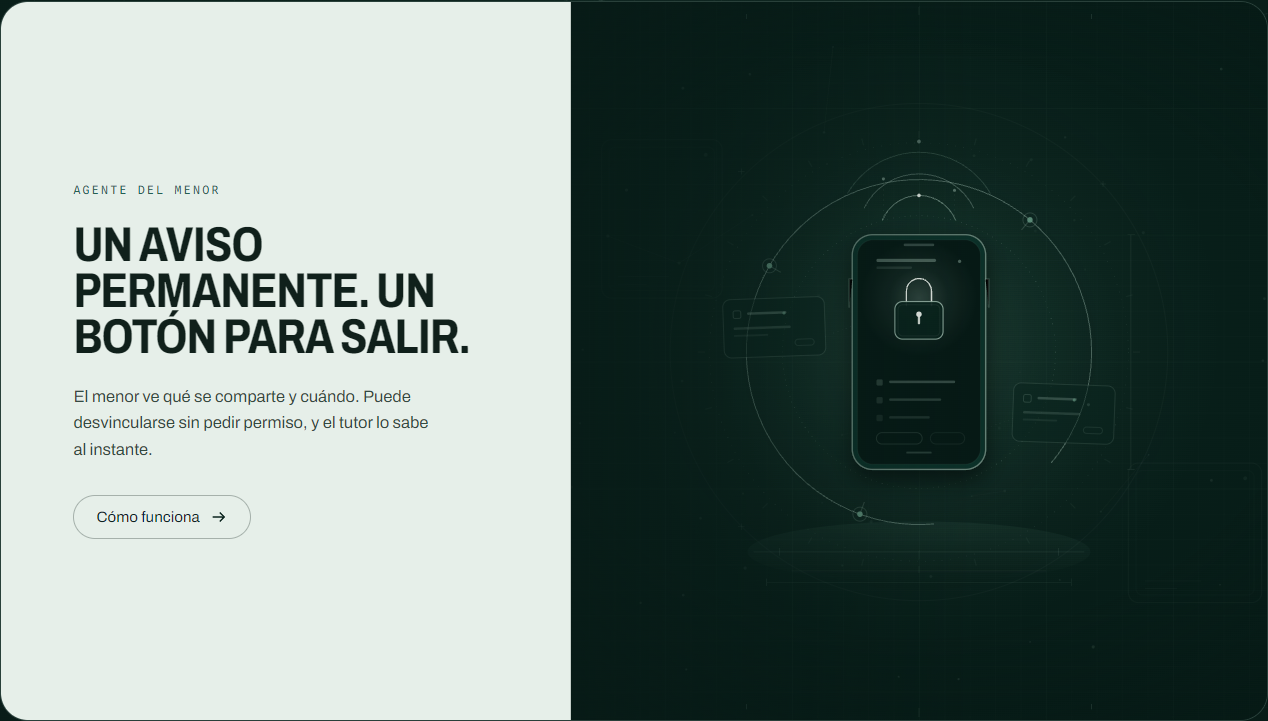 AGENTE DEL MENOR
UN AVISO
PERMANENTE. UN
BOTÓN PARA SALIR.
El menor ve qué se comparte y cuándo. Puede
desvincularse sin pedir permiso, y el tutor lo sabe
al instante.
Cómo funciona →